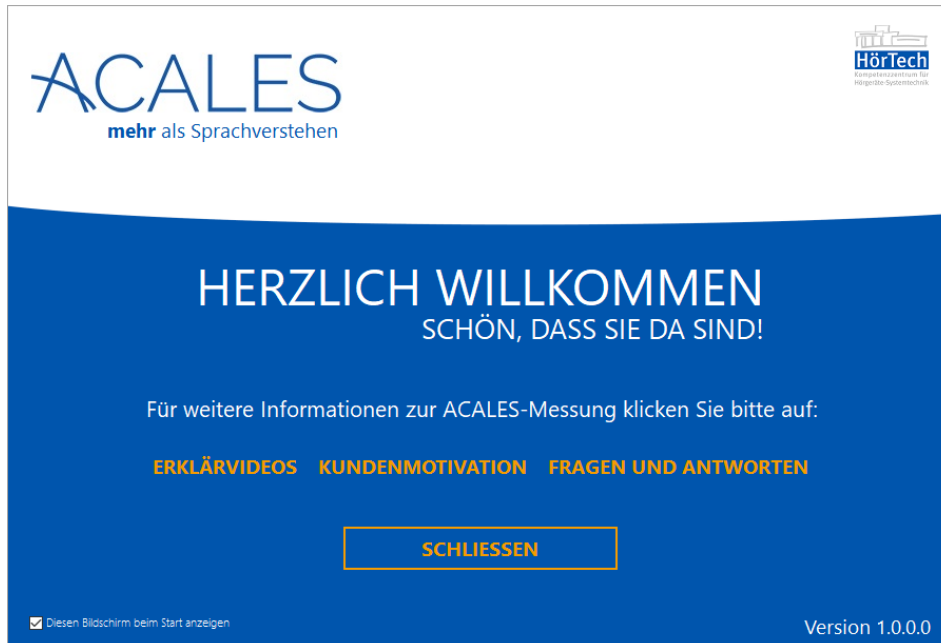 ACALES
mehr als Sprachverstehen
HörTech
Kompetenzzentrum für
Hörgeräte-Systemtechnik
HERZLICH WILLKOMMEN
SCHÖN, DASS SIE DA SIND!
Für weitere Informationen zur ACALES-Messung klicken Sie bitte auf:
ERKLÄRVIDEOS KUNDENMOTIVATION FRAGEN UND ANTWORTEN
SCHLIESSEN
Diesen Bildschirm beim Start anzeigen
Version 1.0.0.0